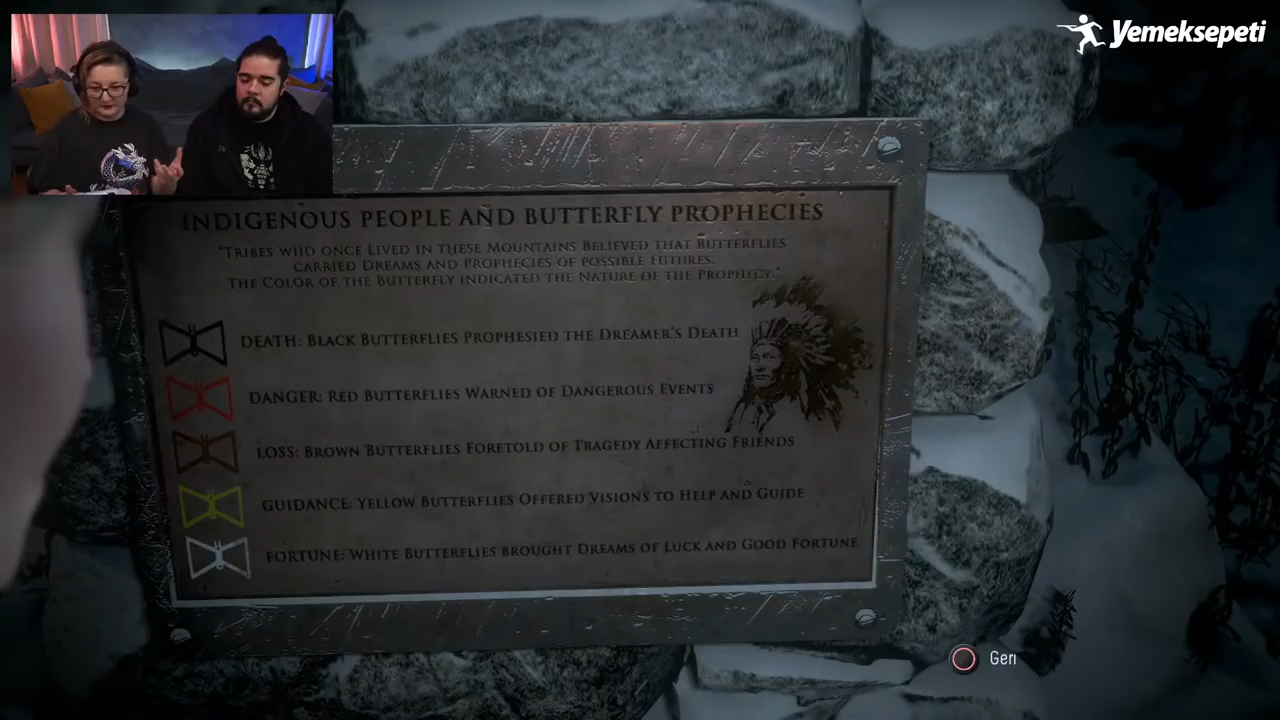 Yemeksepeti
INDIGENOUS PEOPLE AND BUTTERFLY PROPHECIES
"TRIBES WHO ONCE LIVED IN THESE MOUNTAINS BELIEVED THAT BUTTERFLIES
CARRIED DREAMS AND PROPHECIES OF POSSIBLE FUTURES.
THE COLOR OF THE BUTTERFLY INDICATED THE NATURE OF THE PROPHECY."
DEATH: BLACK BUTTERFLIES PROPHESIED THE DREAMER'S DEATH
DANGER: RED BUTTERFLIES WARNED OF DANGEROUS EVENTS
LOSS: BROWN BUTTERFLIES FORETOLD OF TRAGEDY AFFECTING FRIENDS
GUIDANCE: YELLOW BUTTERFLIES OFFERED VISIONS TO HELP AND GUIDE
FORTUNE: WHITE BUTTERFLIES BROUGHT DREAMS OF LUCK AND GOOD FORTUNE
Geri